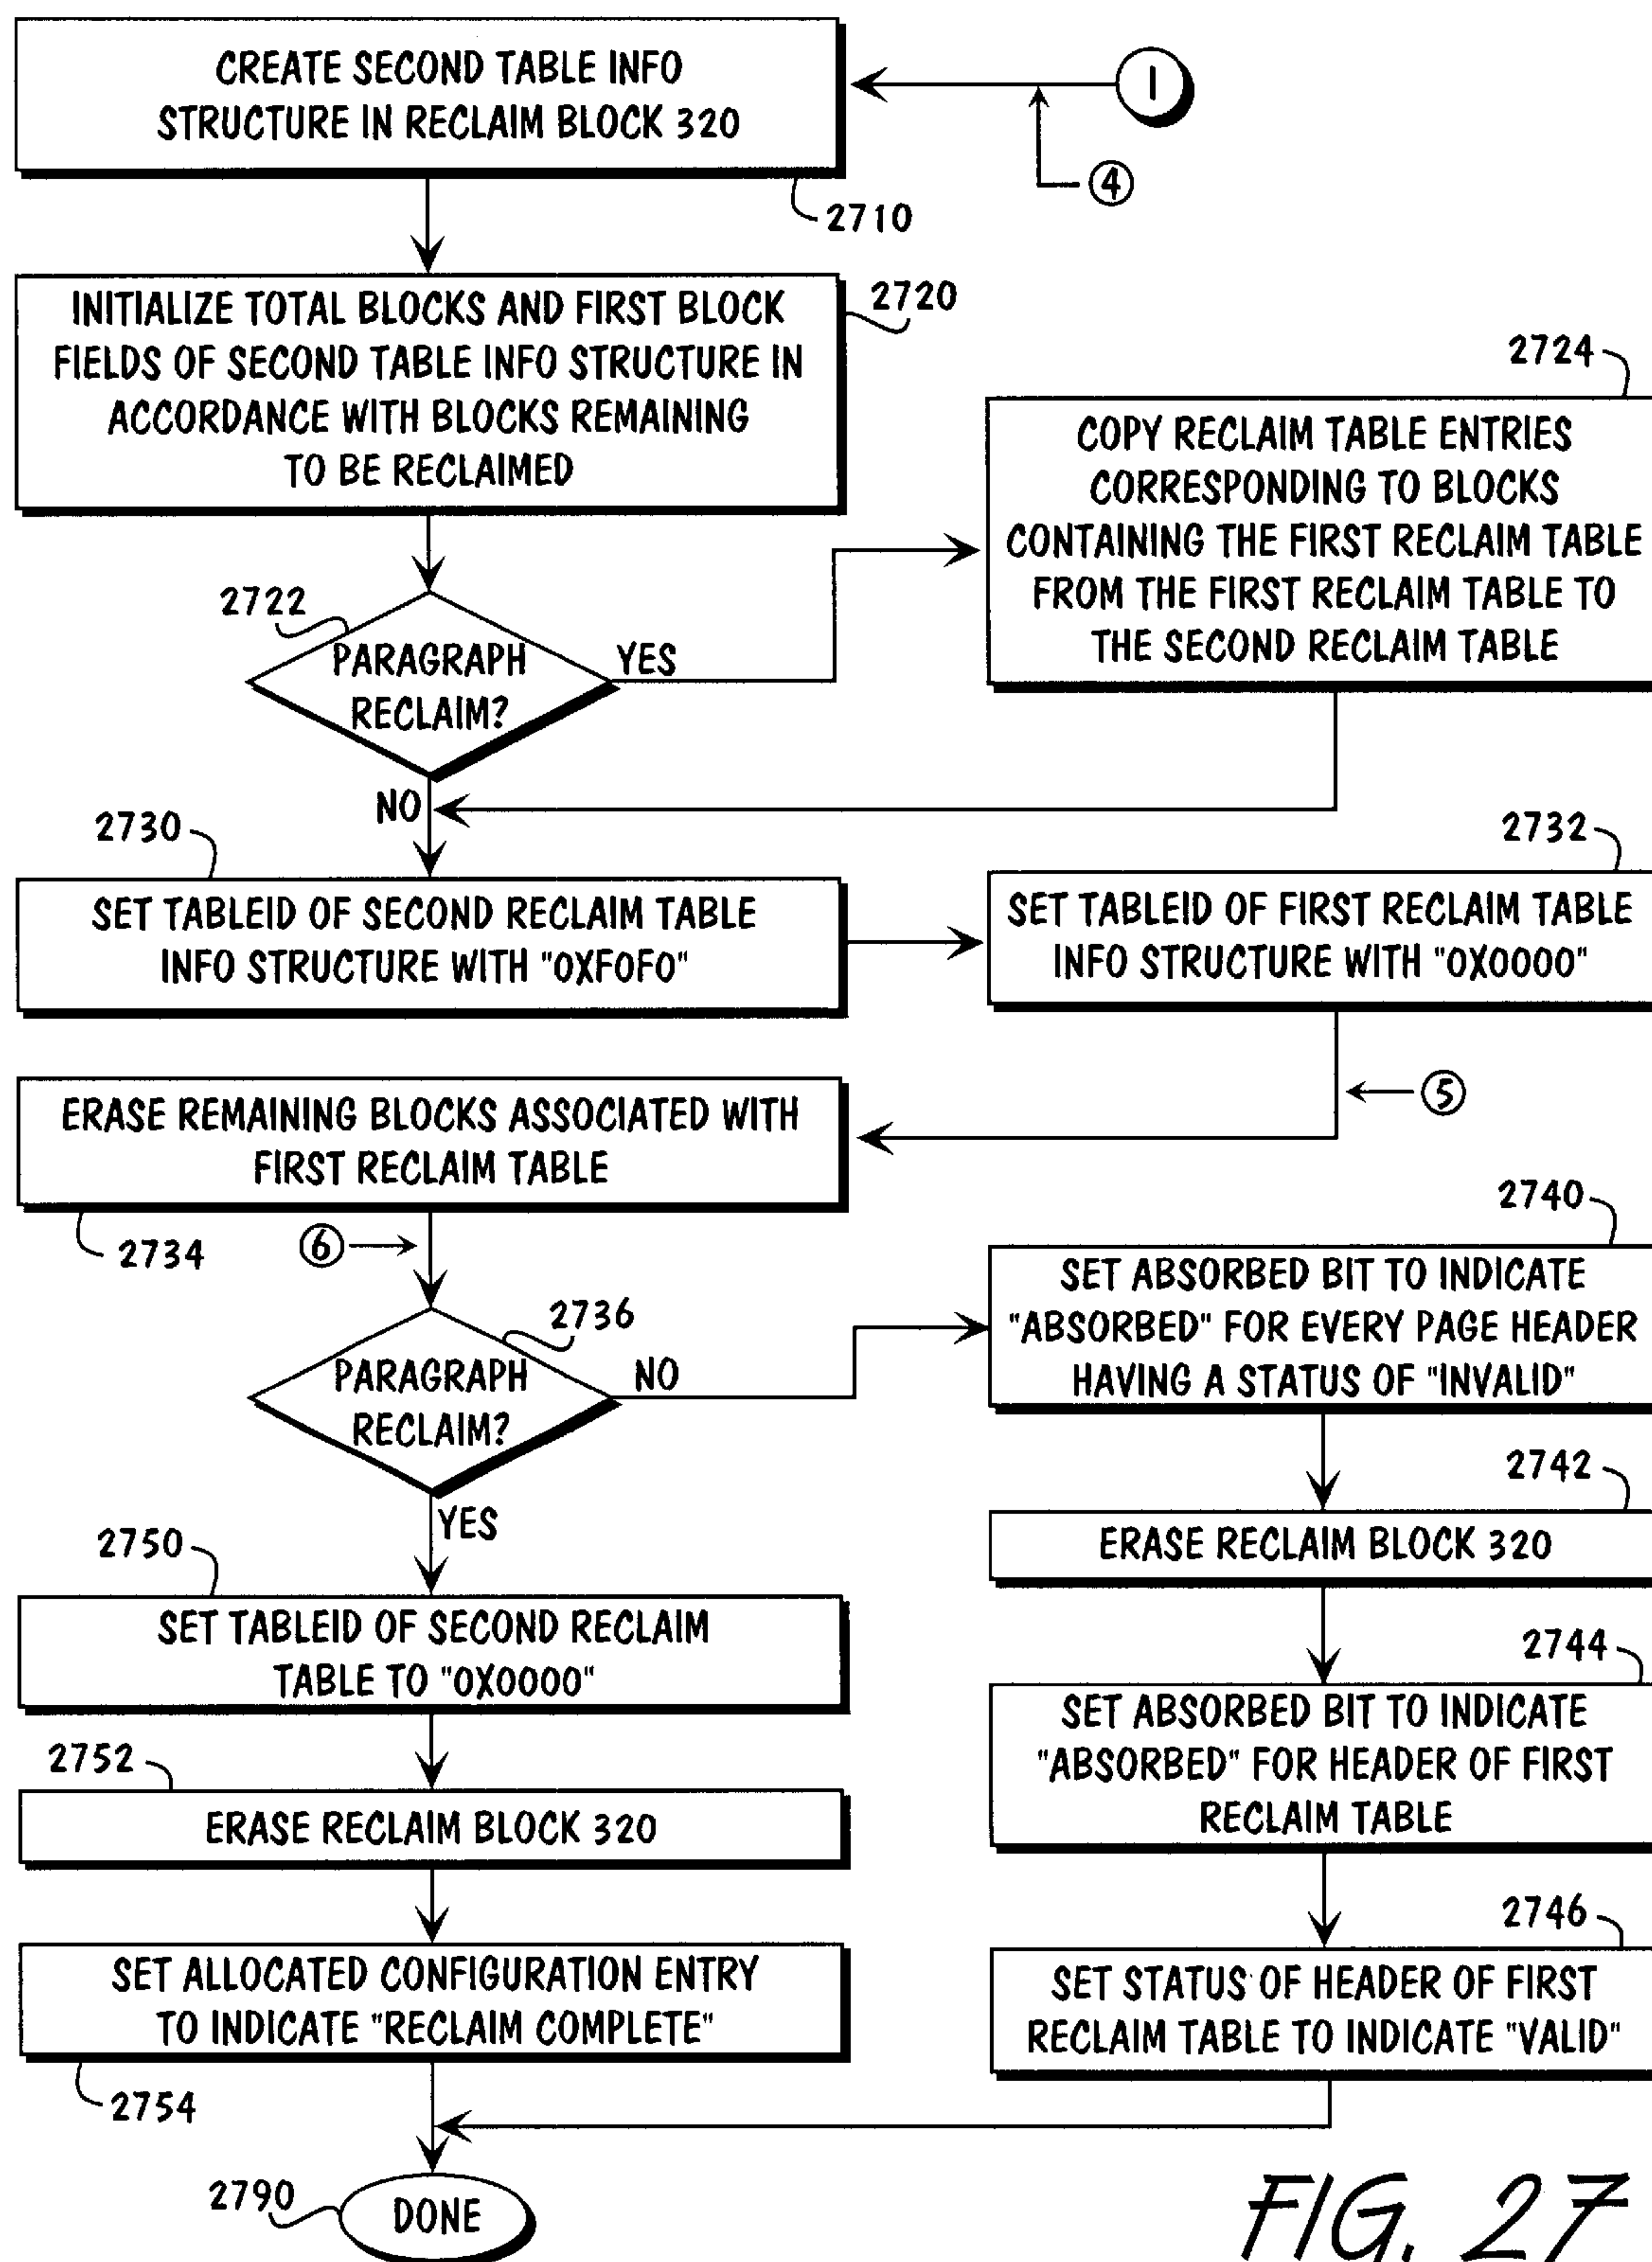 CREATE SECOND TABLE INFO
STRUCTURE IN RECLAIM BLOCK 320
1
4
2710
INITIALIZE TOTAL BLOCKS AND FIRST BLOCK
FIELDS OF SECOND TABLE INFO STRUCTURE IN
ACCORDANCE WITH BLOCKS REMAINING
TO BE RECLAIMED
2720
2724
COPY RECLAIM TABLE ENTRIES
CORRESPONDING TO BLOCKS
CONTAINING THE FIRST RECLAIM TABLE
FROM THE FIRST RECLAIM TABLE TO
THE SECOND RECLAIM TABLE
2722
PARAGRAPH
RECLAIM?
YES
NO
2730
SET TABLEID OF SECOND RECLAIM TABLE
INFO STRUCTURE WITH "0XF0F0"
2732
SET TABLEID OF FIRST RECLAIM TABLE
INFO STRUCTURE WITH "0X0000"
5
ERASE REMAINING BLOCKS ASSOCIATED WITH
FIRST RECLAIM TABLE
2734
6
2736
PARAGRAPH
RECLAIM?
NO
YES
2740
SET ABSORBED BIT TO INDICATE
"ABSORBED" FOR EVERY PAGE HEADER
HAVING A STATUS OF "INVALID"
2742
ERASE RECLAIM BLOCK 320
2744
SET ABSORBED BIT TO INDICATE
"ABSORBED" FOR HEADER OF FIRST
RECLAIM TABLE
2746
SET STATUS OF HEADER OF FIRST
RECLAIM TABLE TO INDICATE "VALID"
2750
SET TABLEID OF SECOND RECLAIM
TABLE TO "0X0000"
2752
ERASE RECLAIM BLOCK 320
SET ALLOCATED CONFIGURATION ENTRY
TO INDICATE "RECLAIM COMPLETE"
2754
2790
DONE
FIG. 27